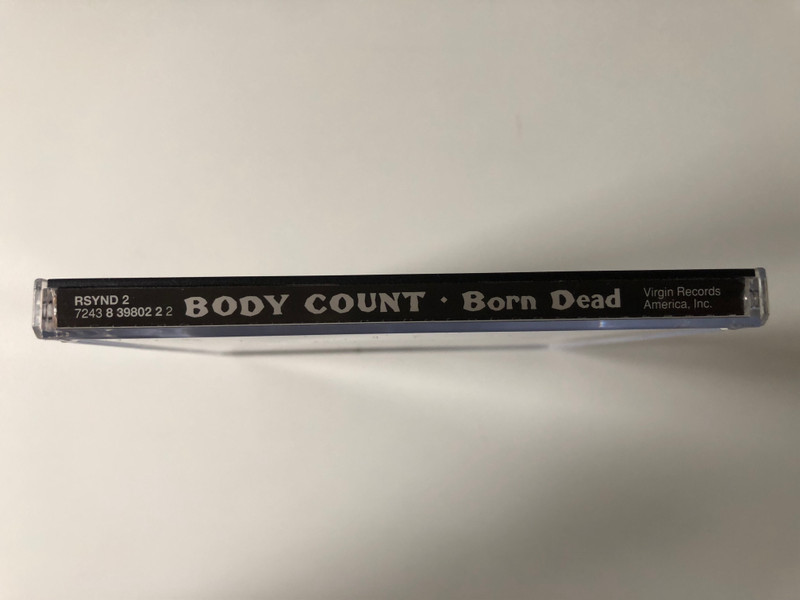 RSYND 2
7243 8 39802 2 2
BODY COUNT · Born Dead
Virgin Records
America, Inc.